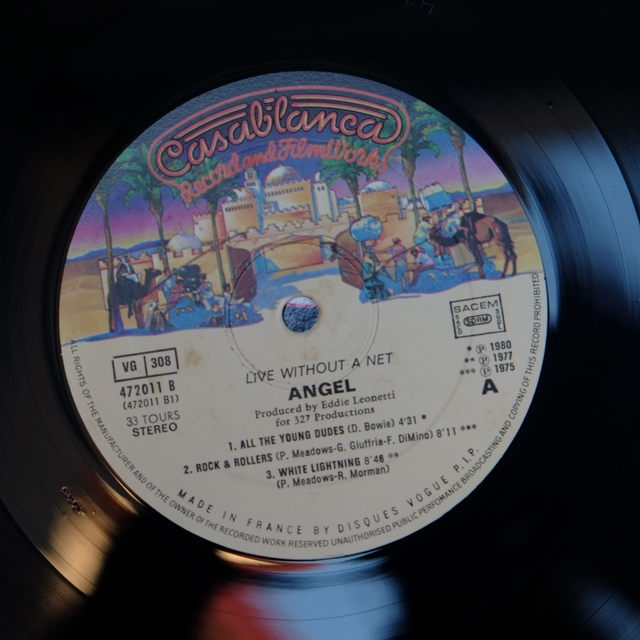 Casablanca
Record and FilmWorks
VG 308
472011 B
(472011 B1)
33 TOURS
STEREO
SACEM
SACD SDRM SGDL
℗ 1980
** ℗ 1977
*** ℗ 1975
A
LIVE WITHOUT A NET
ANGEL
Produced by Eddie Leonetti
for 327 Productions
1. ALL THE YOUNG DUDES (D. Bowie) 4'31 *
2. ROCK & ROLLERS (P. Meadows-G. Giuffria-F. DiMino) 8'11 ***
3. WHITE LIGHTNING 6'46 **
(P. Meadows-R. Morman)
MADE IN FRANCE BY DISQUES VOGUE P.I.P.
ALL RIGHTS OF THE MANUFACTURER AND OF THE OWNER OF THE RECORDED WORK RESERVED UNAUTHORISED PUBLIC PERFORMANCE BROADCASTING AND COPYING OF THIS RECORD PROHIBITED